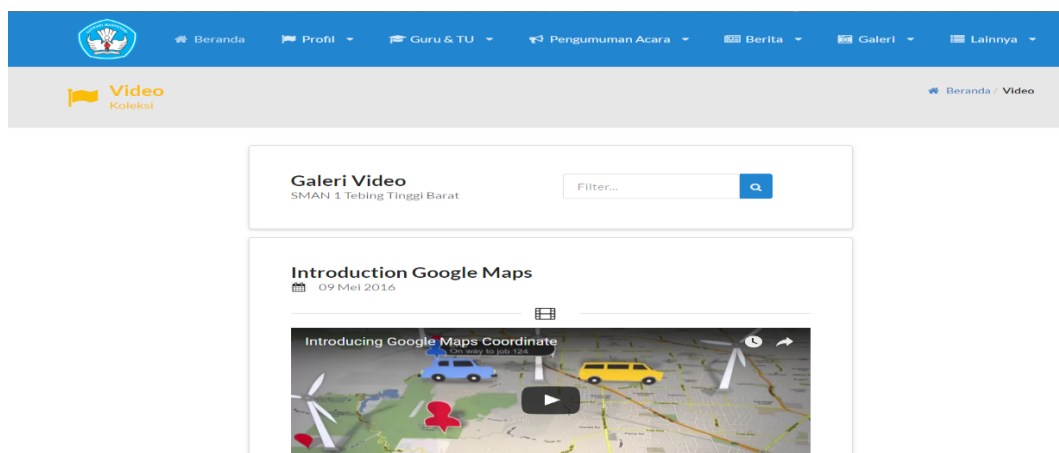 Beranda Profil Guru & TU Pengumuman Acara Berita Galeri Lainnya
Video
Koleksi
Beranda / Video
Galeri Video
SMAN 1 Tebing Tinggi Barat
Filter...
Introduction Google Maps
09 Mei 2016
Introducing Google Maps Coordinate
On way to job 124